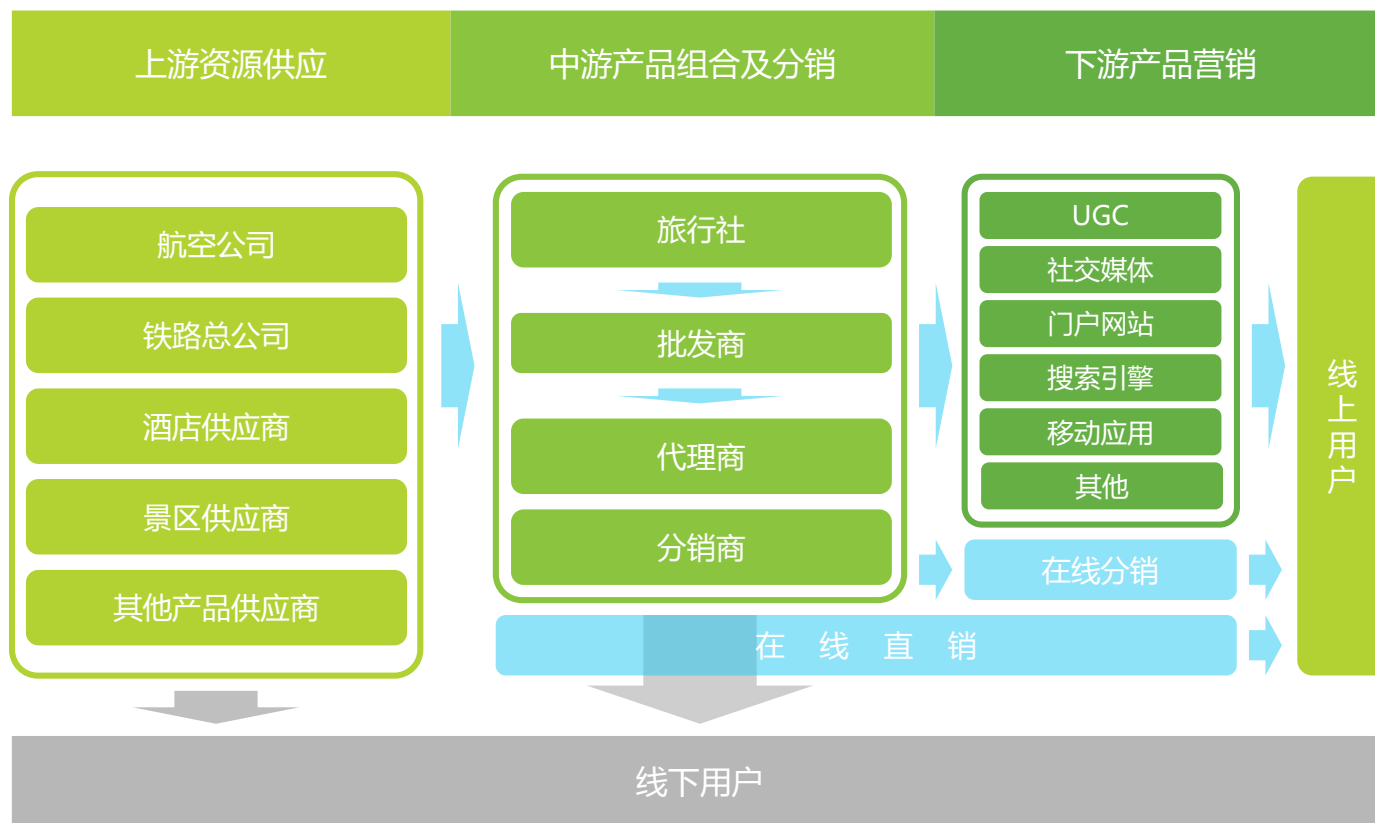 上游资源供应
中游产品组合及分销
下游产品营销
航空公司
铁路总公司
酒店供应商
景区供应商
其他产品供应商
旅行社
批发商
代理商
分销商
UGC
社交媒体
门户网站
搜索引擎
移动应用
其他
在线分销
在线直销
线上用户
线下用户